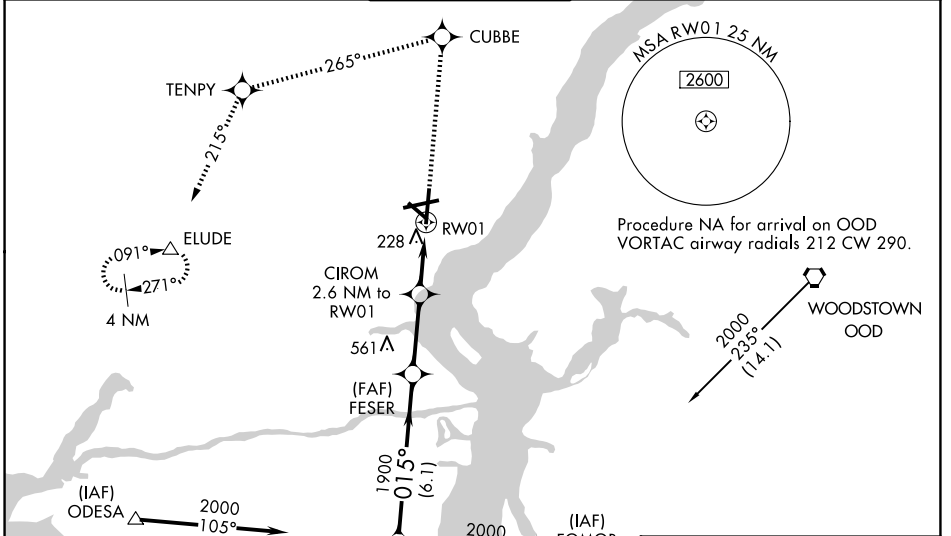 CUBBE
MSA RW01 25 NM
265°
2600
TENPY
215°
Procedure NA for arrival on OOD
VORTAC airway radials 212 CW 290.
RW01
228
ELUDE
091°
271°
4 NM
CIROM
2.6 NM to
RW01
WOODSTOWN
OOD
2000
235°
(14.1)
561
(FAF)
FESER
1900
015°
(6.1)
(IAF)
ODESA
2000
105°
2000
(IAF)